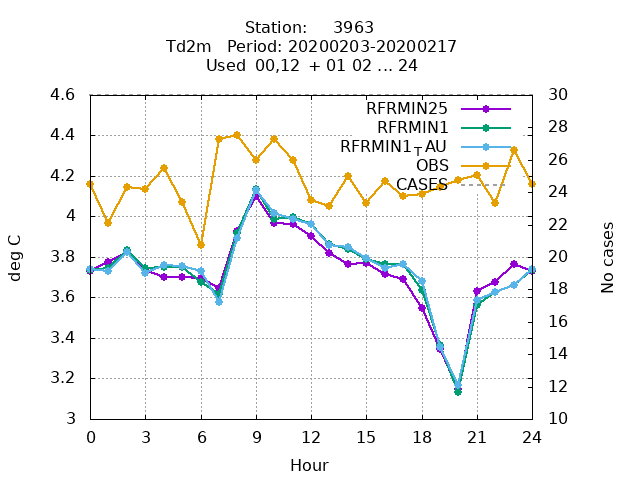 Station:     3963
Td2m   Period: 20200203-20200217
Used  00,12  + 01 02 ... 24
RFRMIN25
RFRMIN1
RFRMIN1_TAU
OBS
CASES
4.6
4.4
4.2
4
3.8
3.6
3.4
3.2
3
30
28
26
24
22
20
18
16
14
12
10
deg C
No cases
0 3 6 9 12 15 18 21 24
Hour